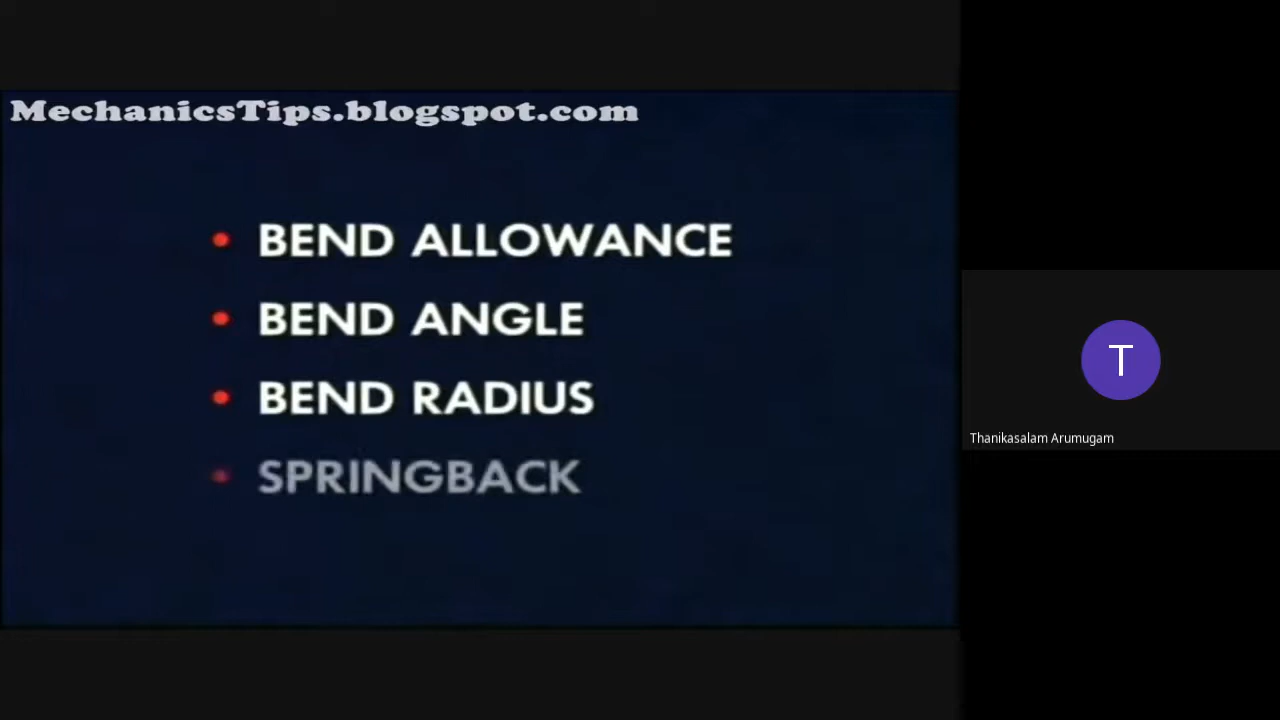 MechanicsTips.blogspot.com
• BEND ALLOWANCE
• BEND ANGLE
• BEND RADIUS
• SPRINGBACK
T
Thanikasalam Arumugam